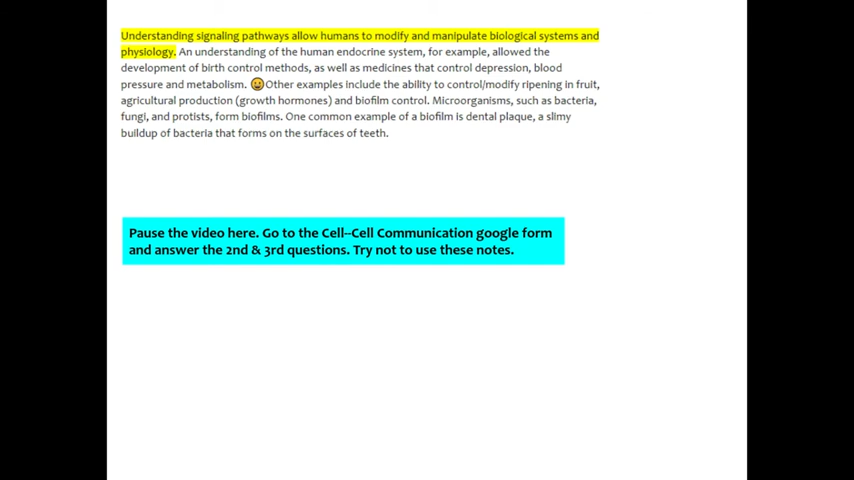 Understanding signaling pathways allow humans to modify and manipulate biological systems and
physiology. An understanding of the human endocrine system, for example, allowed the
development of birth control methods, as well as medicines that control depression, blood
pressure and metabolism. 😀Other examples include the ability to control/modify ripening in fruit,
agricultural production (growth hormones) and biofilm control. Microorganisms, such as bacteria,
fungi, and protists, form biofilms. One common example of a biofilm is dental plaque, a slimy
buildup of bacteria that forms on the surfaces of teeth.
Pause the video here. Go to the Cell--Cell Communication google form
and answer the 2nd & 3rd questions. Try not to use these notes.